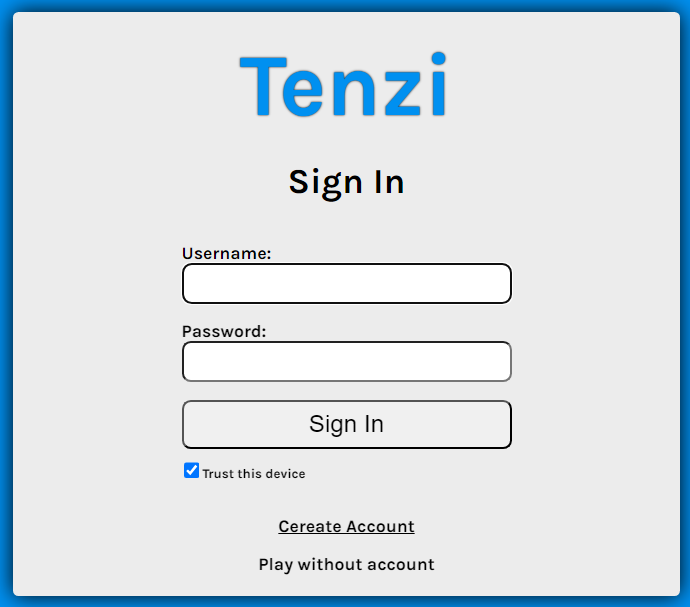 Tenzi
Sign In
Username:
Password:
Sign In
Trust this device
Cereate Account
Play without account